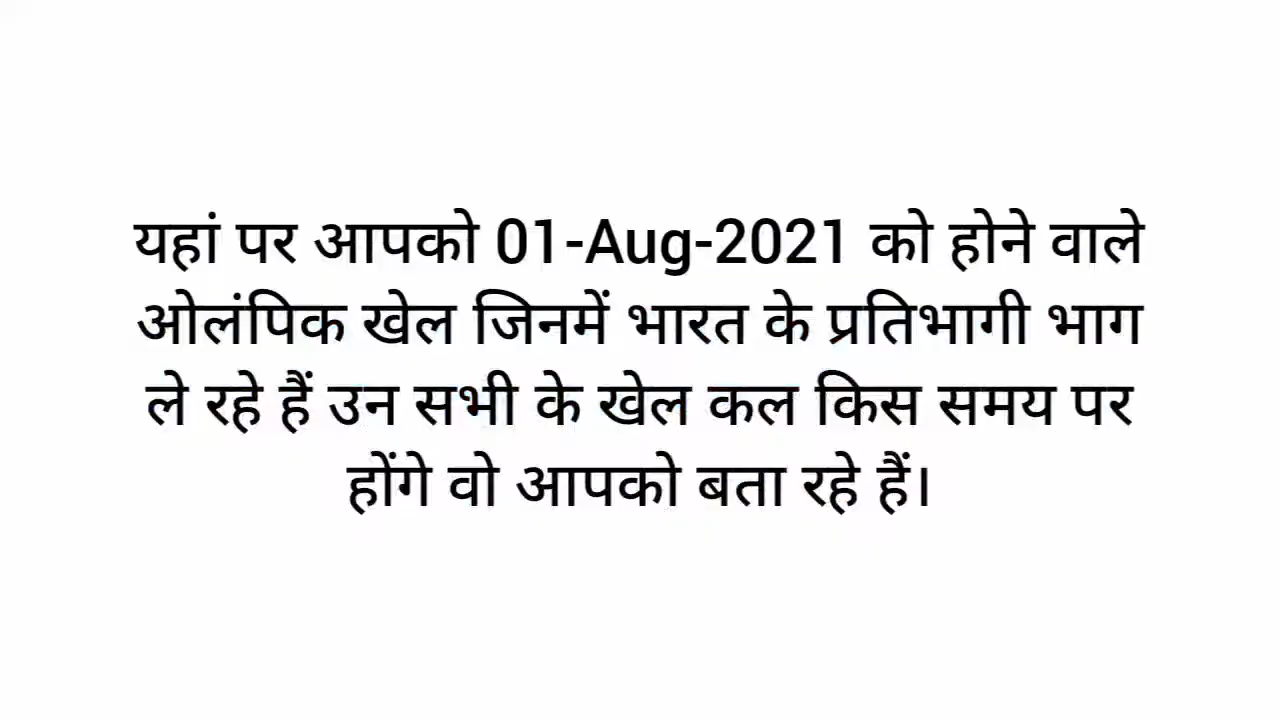 यहां पर आपको 01-Aug-2021 को होने वाले
ओलंपिक खेल जिनमें भारत के प्रतिभागी भाग
ले रहे हैं उन सभी के खेल कल किस समय पर
होंगे वो आपको बता रहे हैं।